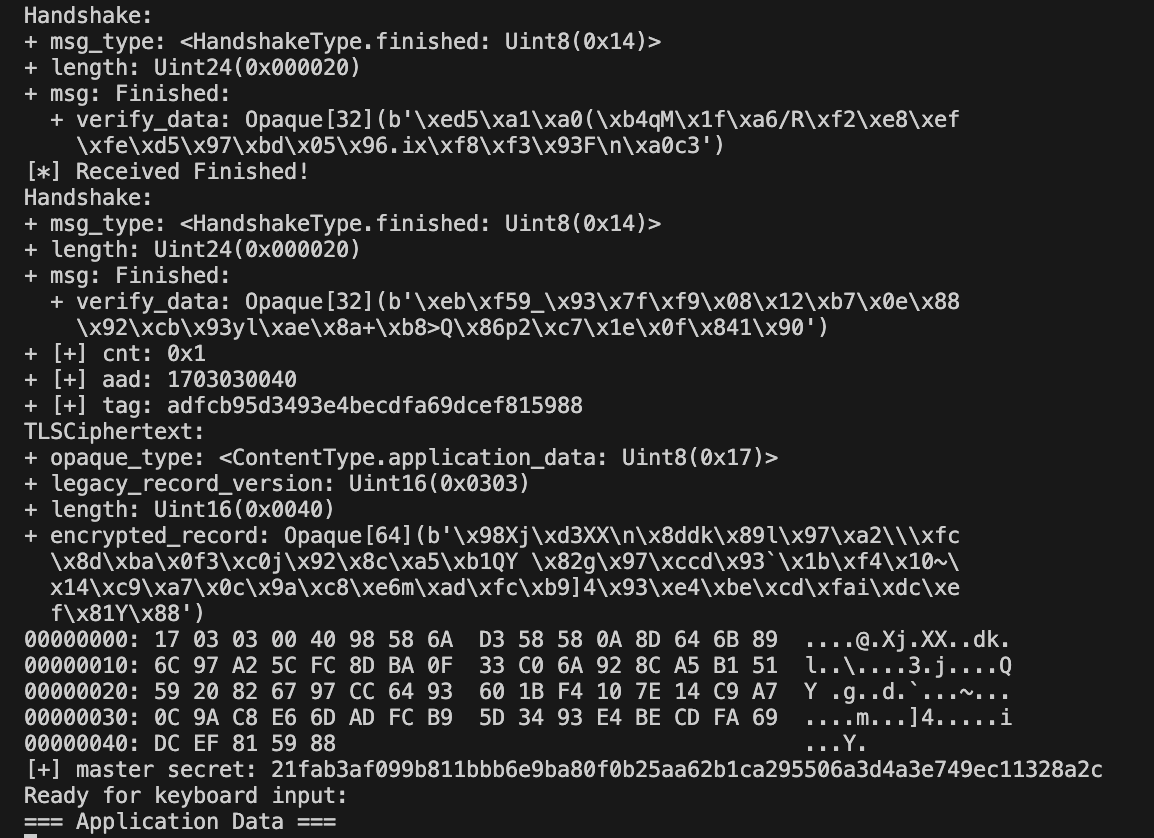 Handshake:
+ msg_type: <HandshakeType.finished: Uint8(0x14)>
+ length: Uint24(0x000020)
+ msg: Finished:
  + verify_data: Opaque[32](b'\xed5\xa1\xa0(\xb4qM\x1f\xa6/R\xf2\xe8\xef
    \xfe\xd5\x97\xbd\x05\x96.ix\xf8\xf3\x93F\n\xa0c3')
[*] Received Finished!
Handshake:
+ msg_type: <HandshakeType.finished: Uint8(0x14)>
+ length: Uint24(0x000020)
+ msg: Finished:
  + verify_data: Opaque[32](b'\xeb\xf59_\x93\x7f\xf9\x08\x12\xb7\x0e\x88
    \x92\xcb\x93yl\xae\x8a+\xb8>Q\x86p2\xc7\x1e\x0f\x841\x90')
+ [+] cnt: 0x1
+ [+] aad: 1703030040
+ [+] tag: adfcb95d3493e4becdfa69dcef815988
TLSCiphertext:
+ opaque_type: <ContentType.application_data: Uint8(0x17)>
+ legacy_record_version: Uint16(0x0303)
+ length: Uint16(0x0040)
+ encrypted_record: Opaque[64](b'\x98Xj\xd3XX\n\x8ddk\x89l\x97\xa2\\\xfc
  \x8d\xba\x0f3\xc0j\x92\x8c\xa5\xb1QY \x82g\x97\xccd\x93`\x1b\xf4\x10~\
  x14\xc9\xa7\x0c\x9a\xc8\xe6m\xad\xfc\xb9]4\x93\xe4\xbe\xcd\xfai\xdc\xe
  f\x81Y\x88')
00000000: 17 03 03 00 40 98 58 6A  D3 58 58 0A 8D 64 6B 89  ....@.Xj.XX..dk.
00000010: 6C 97 A2 5C FC 8D BA 0F  33 C0 6A 92 8C A5 B1 51  l..\....3.j....Q
00000020: 59 20 82 67 97 CC 64 93  60 1B F4 10 7E 14 C9 A7  Y .g..d.`...~...
00000030: 0C 9A C8 E6 6D AD FC B9  5D 34 93 E4 BE CD FA 69  ....m...]4.....i
00000040: DC EF 81 59 88                                    ...Y.
[+] master secret: 21fab3af099b811bbb6e9ba80f0b25aa62b1ca295506a3d4a3e749ec11328a2c
Ready for keyboard input:
=== Application Data ===